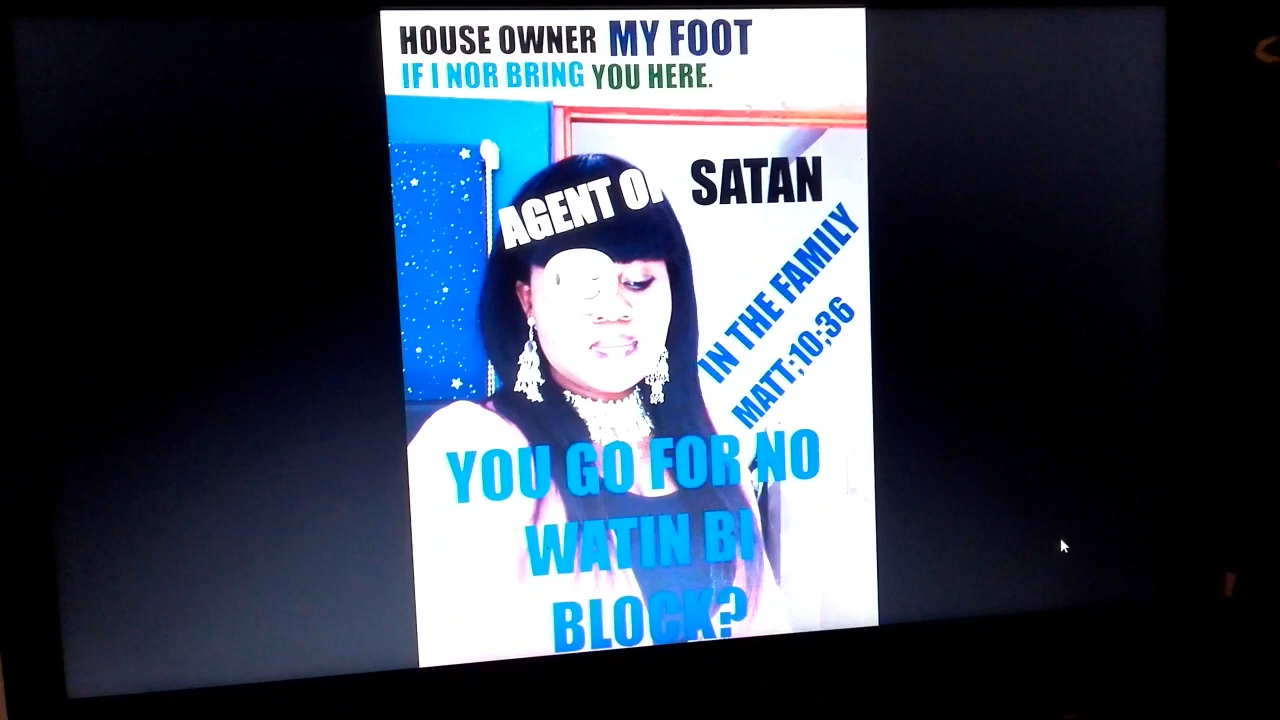 HOUSE OWNER MY FOOT
IF I NOR BRING YOU HERE.
AGENT OF SATAN
IN THE FAMILY
MATT;10;36
YOU GO FOR NO
WATIN BI
BLOCK?